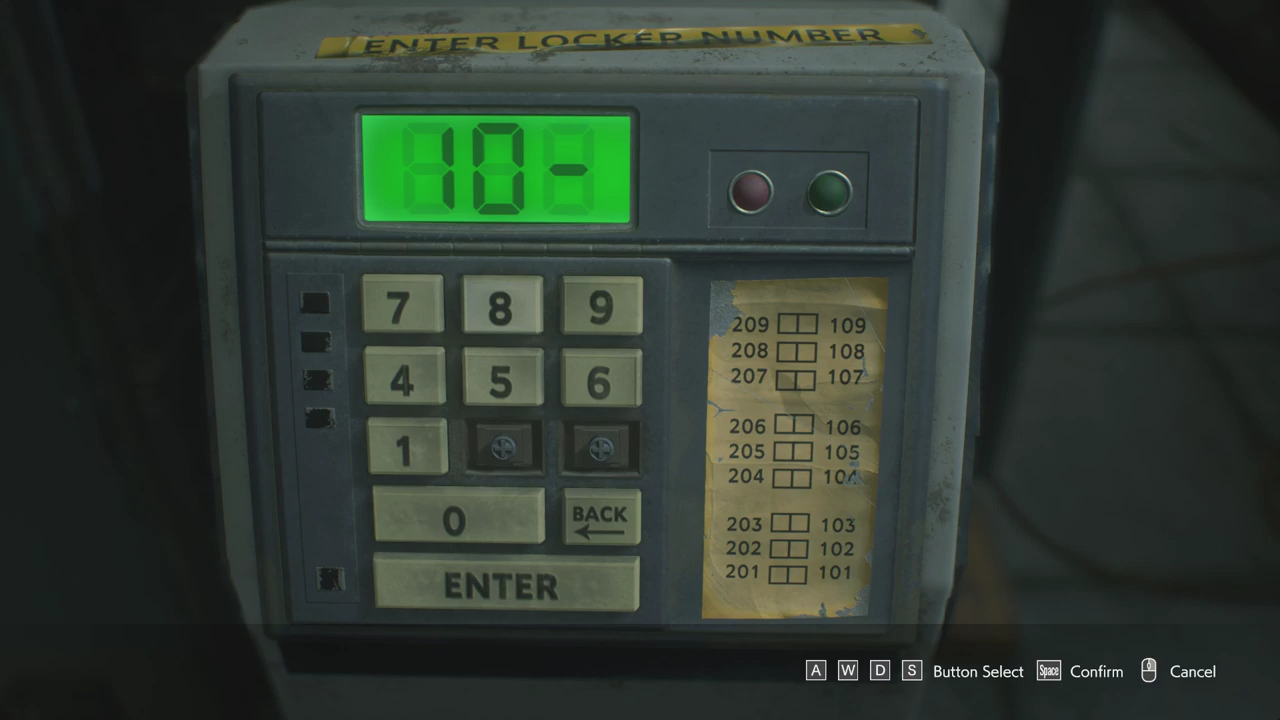 ENTER LOCKER NUMBER
10-
7 8 9
4 5 6
1
0 BACK
ENTER
209 109
208 108
207 107
206 106
205 105
204 104
203 103
202 102
201 101
A W D S Button Select Space Confirm Cancel